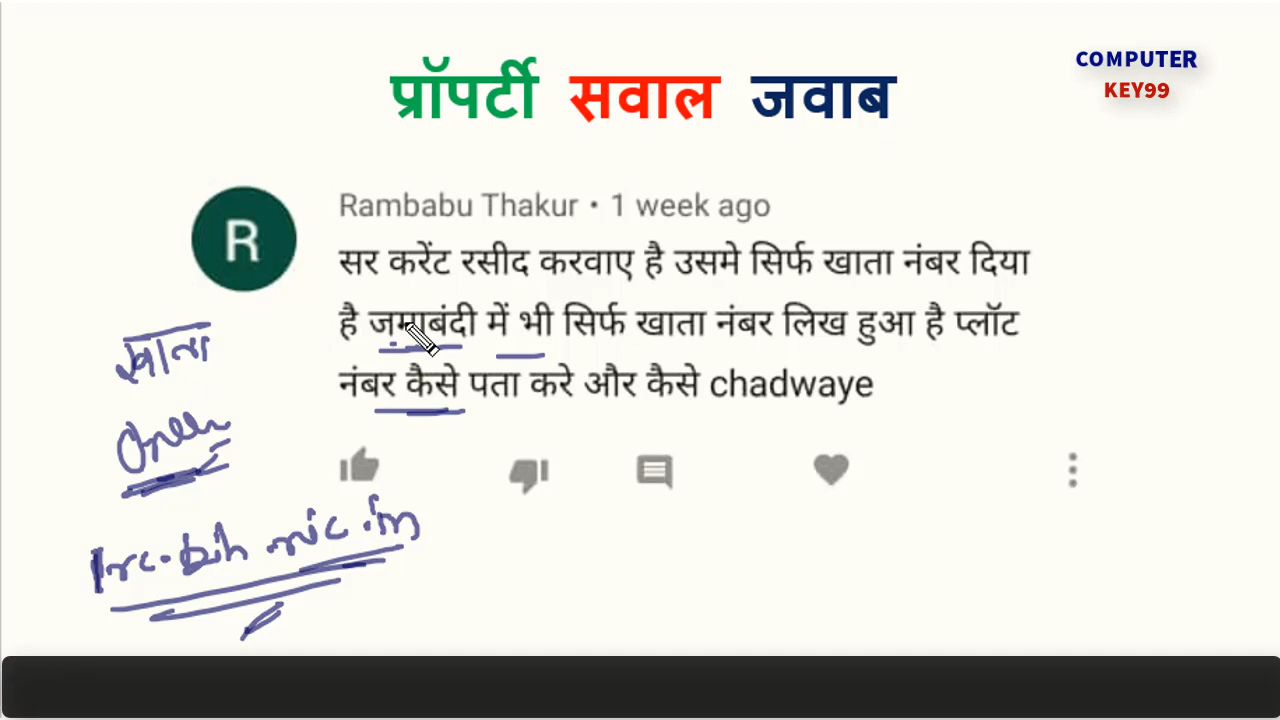 प्रॉपर्टी सवाल जवाब
COMPUTER
KEY99
R
Rambabu Thakur • 1 week ago
सर करेंट रसीद करवाए है उसमे सिर्फ खाता नंबर दिया
है जमाबंदी में भी सिर्फ खाता नंबर लिख हुआ है प्लॉट
नंबर कैसे पता करे और कैसे chadwaye
खाता
lrc.bih.nic.in